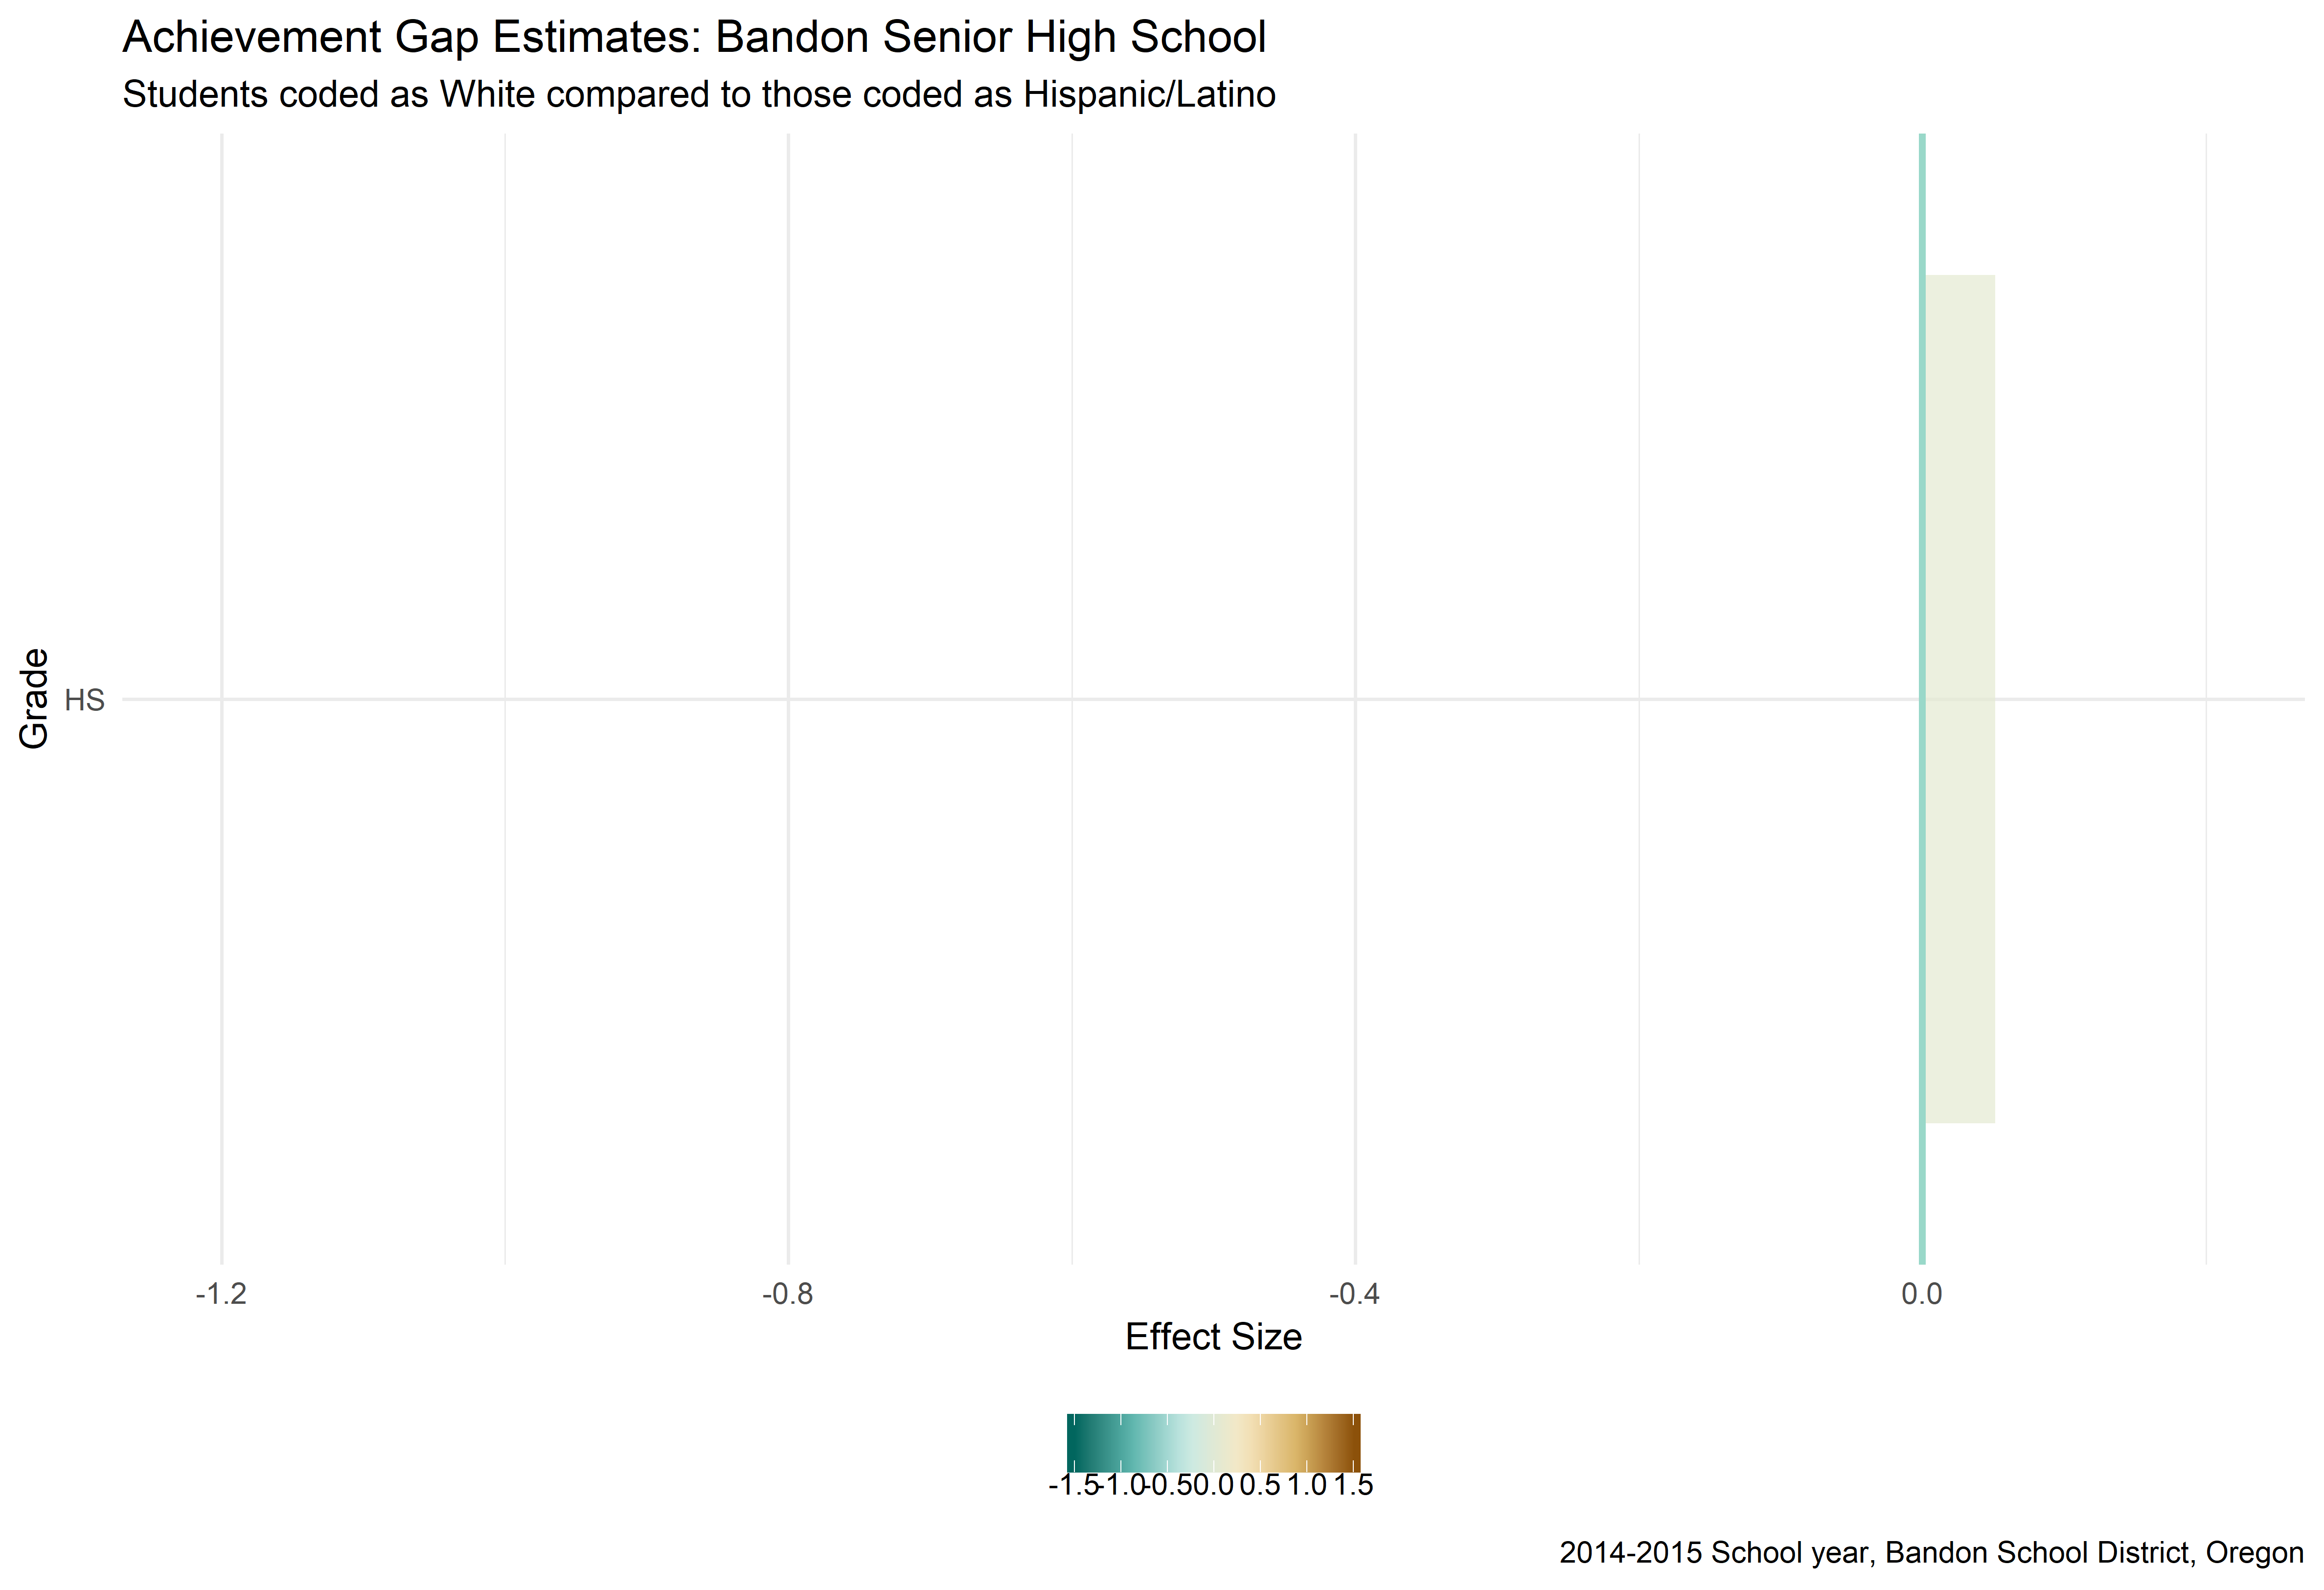 Achievement Gap Estimates: Bandon Senior High School
Students coded as White compared to those coded as Hispanic/Latino
Grade
HS
-1.2 -0.8 -0.4 0.0
Effect Size
-1.5 -1.0 -0.5 0.0 0.5 1.0 1.5
2014-2015 School year, Bandon School District, Oregon